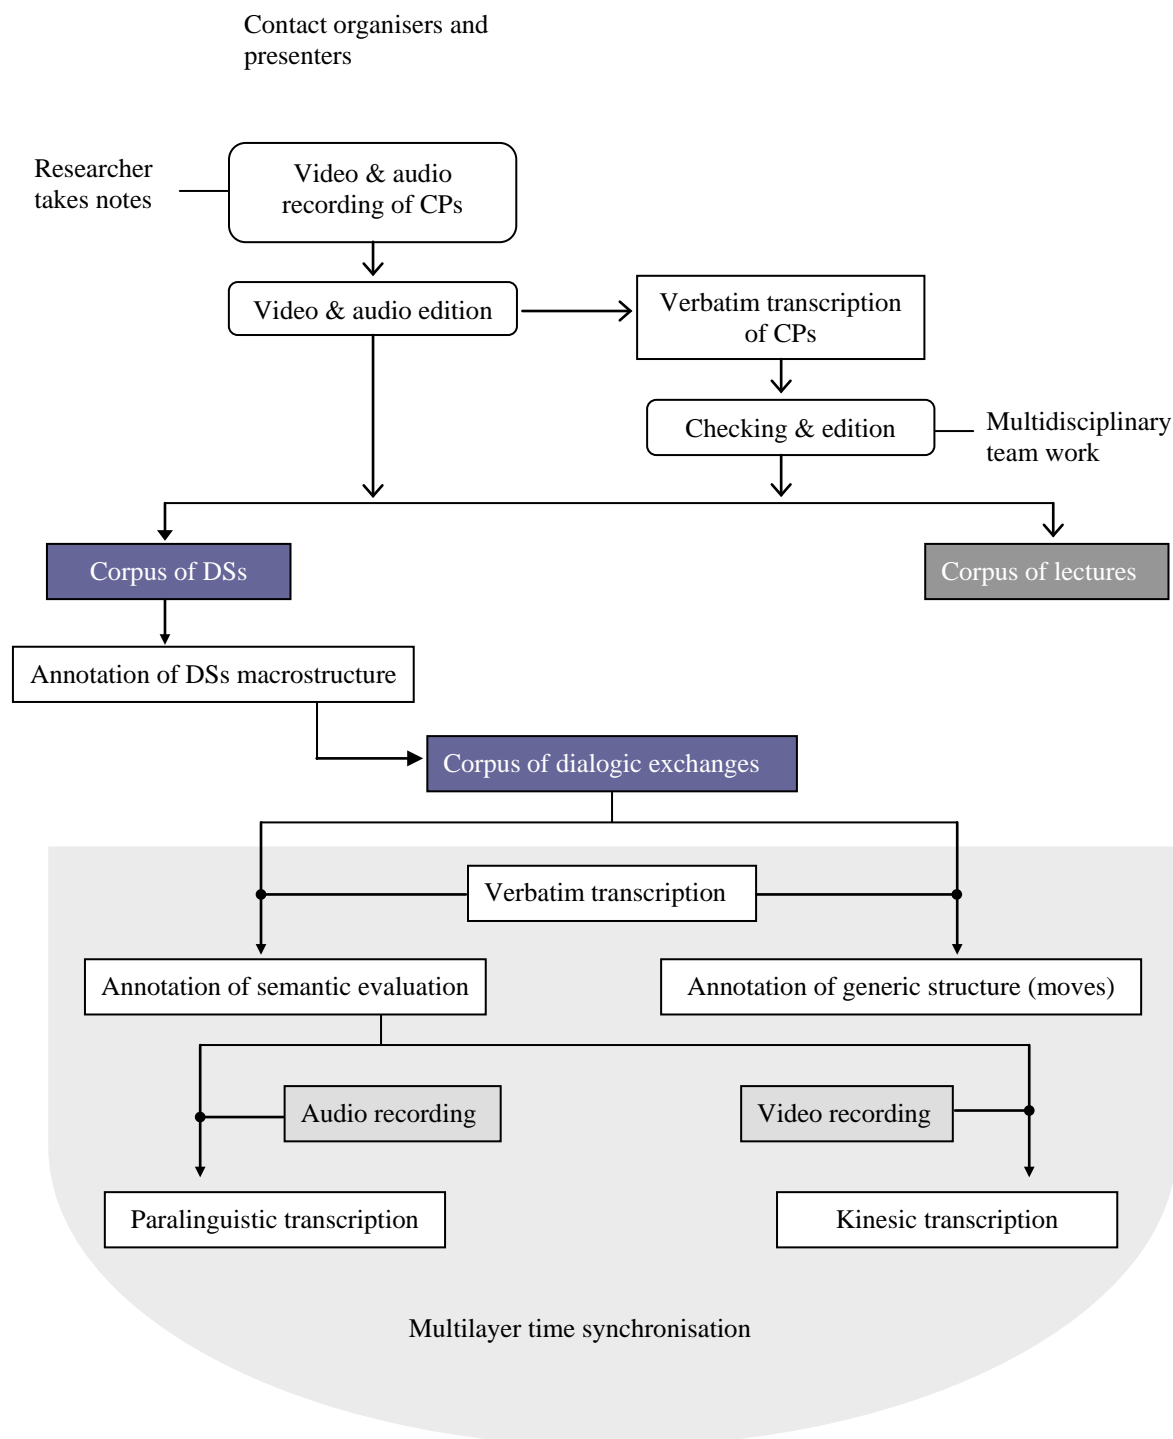 Contact organisers and
presenters
Researcher
takes notes
Video & audio
recording of CPs
Video & audio edition
Verbatim transcription
of CPs
Checking & edition
Multidisciplinary
team work
Corpus of DSs
Corpus of lectures
Annotation of DSs macrostructure
Corpus of dialogic exchanges
Verbatim transcription
Annotation of semantic evaluation
Annotation of generic structure (moves)
Audio recording
Video recording
Paralinguistic transcription
Kinesic transcription
Multilayer time synchronisation